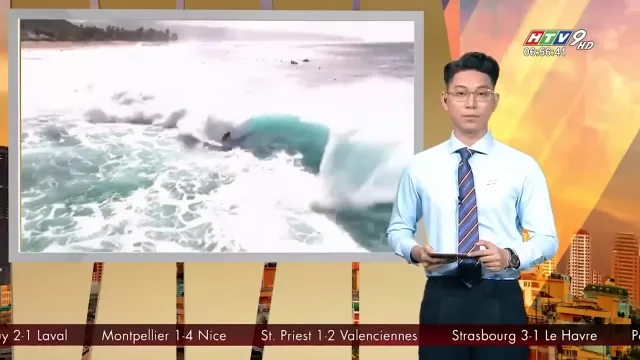 HTV9 HD
06:56:41
2-1 Laval Montpellier 1-4 Nice St. Priest 1-2 Valenciennes Strasbourg 3-1 Le Havre